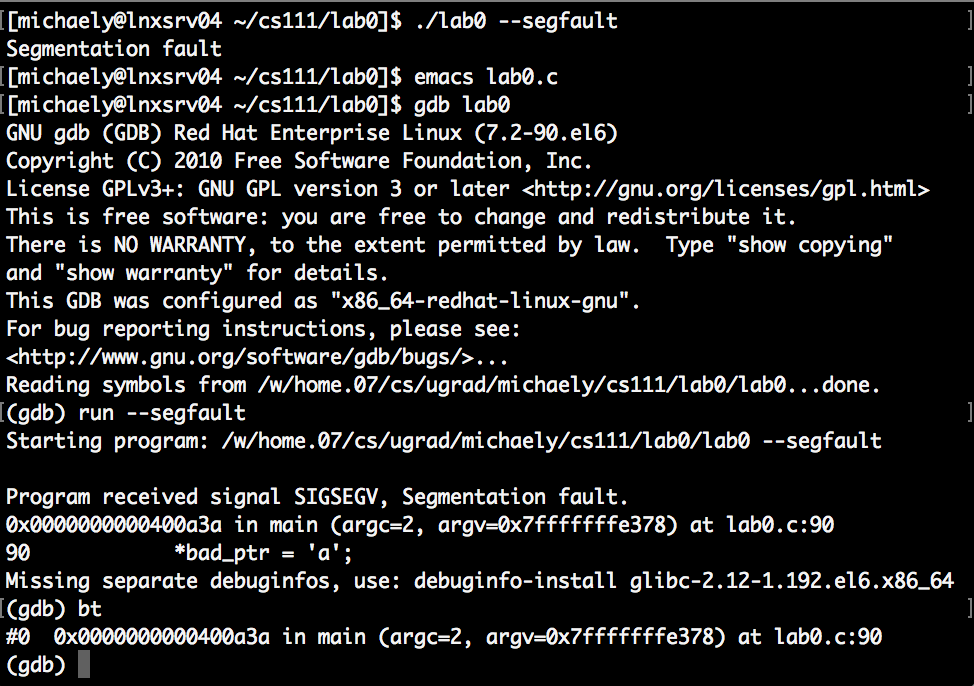 [michaely@lnxsrv04 ~/cs111/lab0]$ ./lab0 --segfault
Segmentation fault
[michaely@lnxsrv04 ~/cs111/lab0]$ emacs lab0.c
[michaely@lnxsrv04 ~/cs111/lab0]$ gdb lab0
GNU gdb (GDB) Red Hat Enterprise Linux (7.2-90.el6)
Copyright (C) 2010 Free Software Foundation, Inc.
License GPLv3+: GNU GPL version 3 or later <http://gnu.org/licenses/gpl.html>
This is free software: you are free to change and redistribute it.
There is NO WARRANTY, to the extent permitted by law.  Type "show copying"
and "show warranty" for details.
This GDB was configured as "x86_64-redhat-linux-gnu".
For bug reporting instructions, please see:
<http://www.gnu.org/software/gdb/bugs/>...
Reading symbols from /w/home.07/cs/ugrad/michaely/cs111/lab0/lab0...done.
(gdb) run --segfault
Starting program: /w/home.07/cs/ugrad/michaely/cs111/lab0/lab0 --segfault

Program received signal SIGSEGV, Segmentation fault.
0x0000000000400a3a in main (argc=2, argv=0x7fffffffe378) at lab0.c:90
90            *bad_ptr = 'a';
Missing separate debuginfos, use: debuginfo-install glibc-2.12-1.192.el6.x86_64
(gdb) bt
#0  0x0000000000400a3a in main (argc=2, argv=0x7fffffffe378) at lab0.c:90
(gdb)